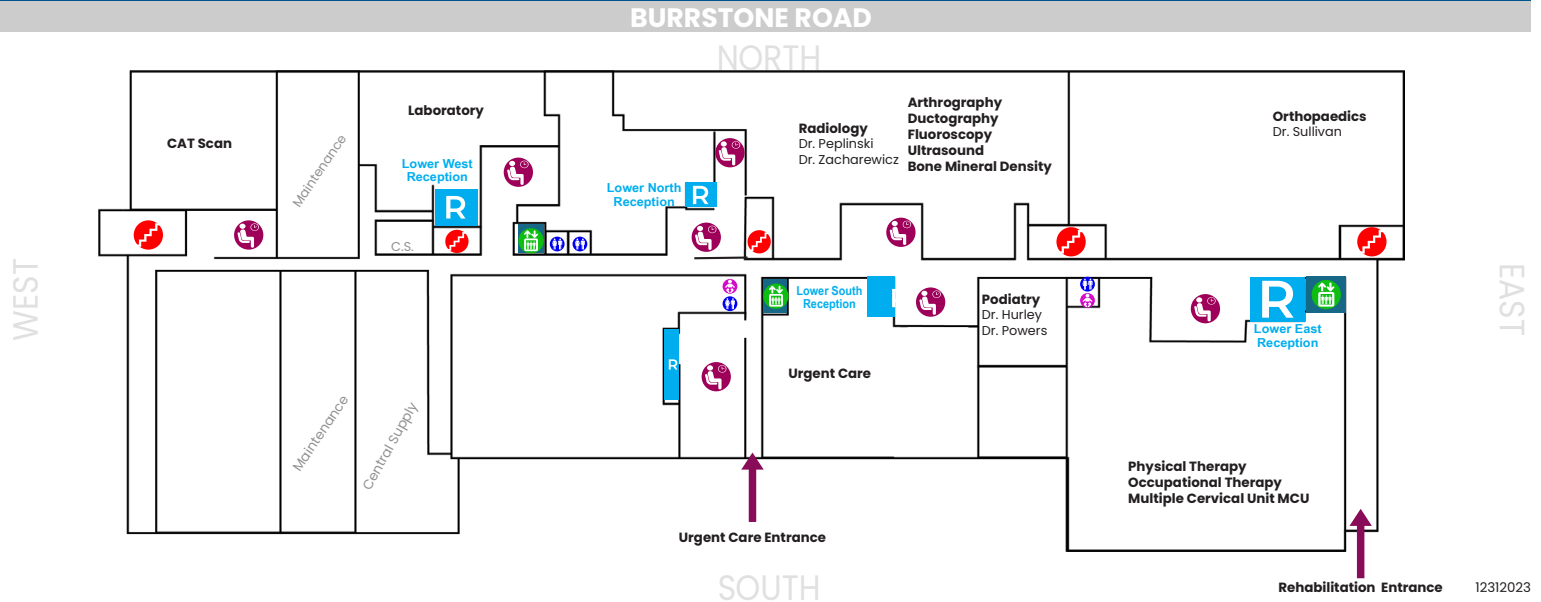 BURRSTONE ROAD
NORTH
CAT Scan
Maintenance
Laboratory
Lower West
Reception
R
C.S.
Lower North
Reception
R
Radiology
Dr. Peplinski
Dr. Zacharewicz
Arthrography
Ductography
Fluoroscopy
Ultrasound
Bone Mineral Density
Orthopaedics
Dr. Sullivan
WEST
EAST
Maintenance
Central Supply
R
Lower South
Reception
Urgent Care
Podiatry
Dr. Hurley
Dr. Powers
R
Lower East
Reception
Physical Therapy
Occupational Therapy
Multiple Cervical Unit MCU
Urgent Care Entrance
SOUTH
Rehabilitation Entrance
12312023